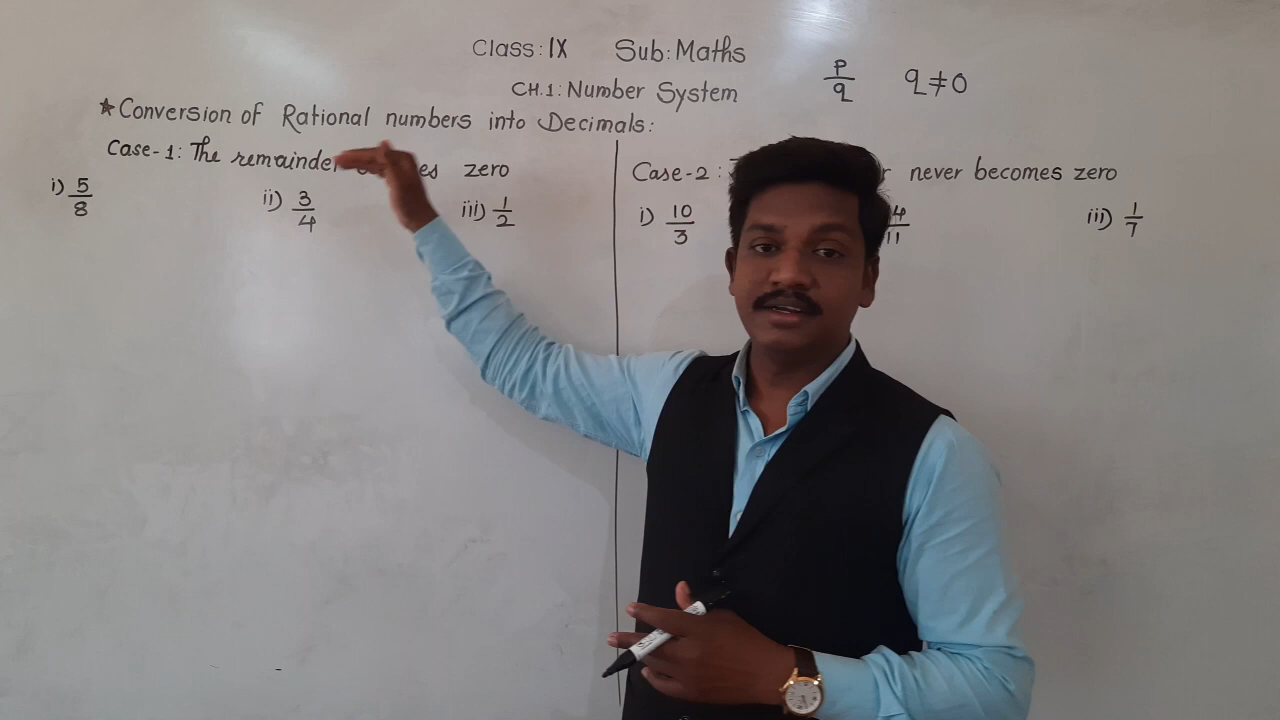 Class: IX Sub: Maths
CH.1: Number System
p/q q≠0
★Conversion of Rational numbers into Decimals:
Case-1: The remainder zero
i) 5/8 ii) 3/4 iii) 1/2
Case-2: never becomes zero
i) 10/3 4/11 iii) 1/7